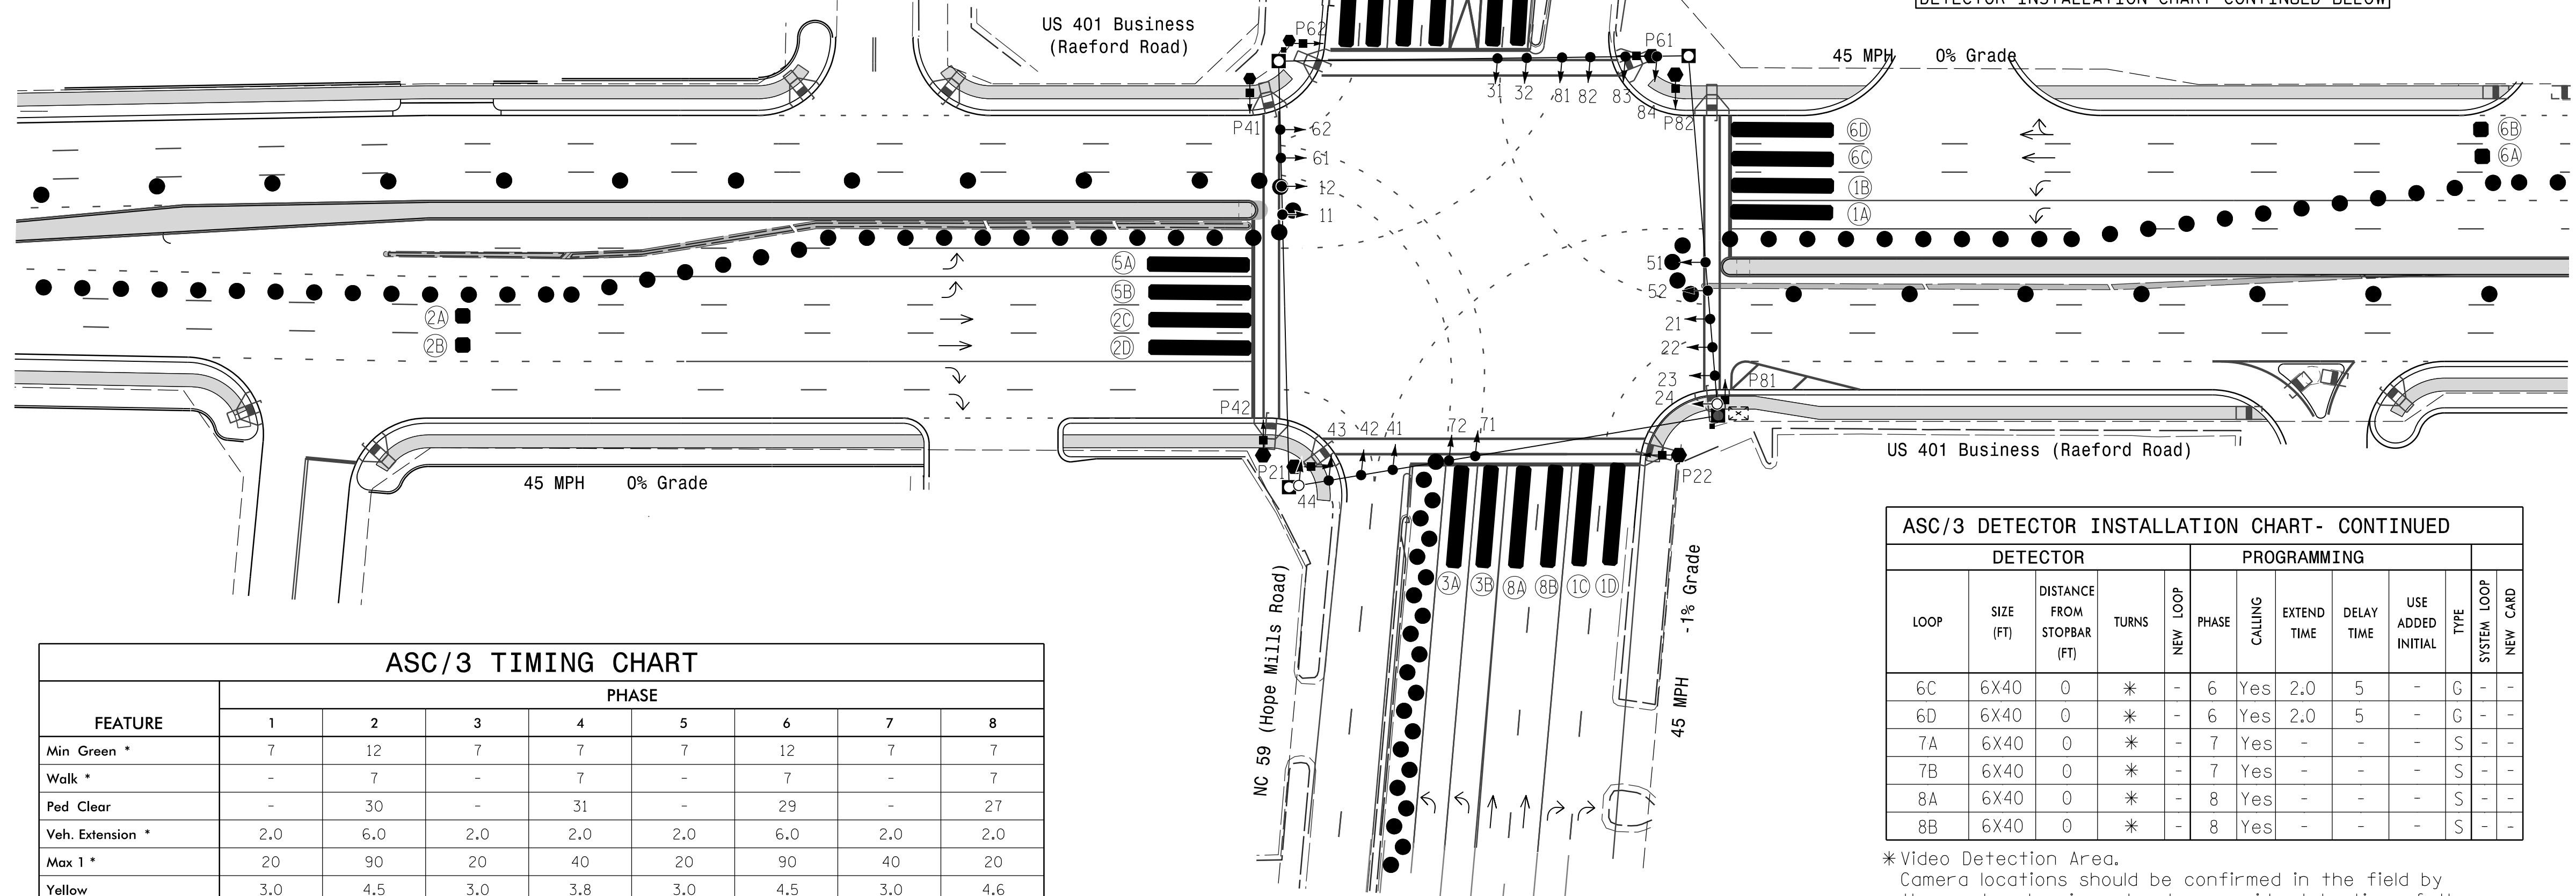 DETECTOR INSTALLATION CHART CONTINUED BELOW
US 401 Business
(Raeford Road)
P62
P61
45 MPH 0% Grade
31 32 81 82 83 84
P41
P82
62
61
12
11
6D
6C
1B
1A
6B
6A
5A
5B
2C
2D
2A
2B
51
52
21
22
23
24
P81
P42
43 42 41 72 71
P21
44
P22
45 MPH 0% Grade
US 401 Business (Raeford Road)
3A 3B 8A 8B 1C 1D
NC 59 (Hope Mills Road)
45 MPH -1% Grade
ASC/3 TIMING CHART
FEATURE PHASE
1 2 3 4 5 6 7 8
Min Green * 7 12 7 7 7 12 7 7
Walk * - 7 - 7 - 7 - 7
Ped Clear - 30 - 31 - 29 - 27
Veh. Extension * 2.0 6.0 2.0 2.0 2.0 6.0 2.0 2.0
Max 1 * 20 90 20 40 20 90 40 20
Yellow 3.0 4.5 3.0 3.8 3.0 4.5 3.0 4.6
ASC/3 DETECTOR INSTALLATION CHART- CONTINUED
DETECTOR PROGRAMMING
LOOP SIZE (FT) DISTANCE FROM STOPBAR (FT) TURNS NEW LOOP PHASE CALLING EXTEND TIME DELAY TIME USE ADDED INITIAL TYPE SYSTEM LOOP NEW CARD
6C 6X40 0 * - 6 Yes 2.0 5 - G - -
6D 6X40 0 * - 6 Yes 2.0 5 - G - -
7A 6X40 0 * - 7 Yes - - - S - -
7B 6X40 0 * - 7 Yes - - - S - -
8A 6X40 0 * - 8 Yes - - - S - -
8B 6X40 0 * - 8 Yes - - - S - -
* Video Detection Area.
Camera locations should be confirmed in the field by